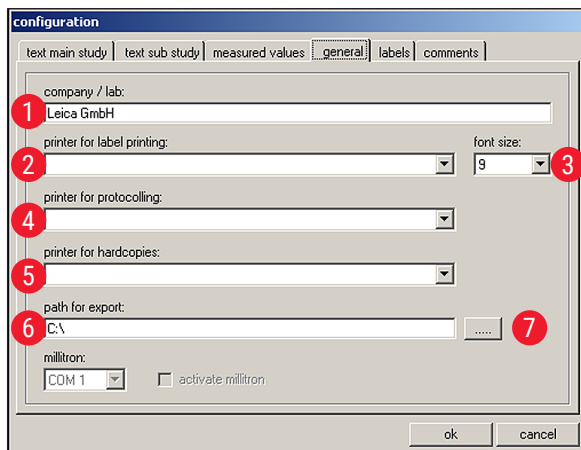 configuration
text main study text sub study measured values general labels comments
company / lab:
1 Leica GmbH
printer for label printing: font size:
2 9 3
printer for protocolling:
4
printer for hardcopies:
5
path for export:
6 C:\ ..... 7
millitron:
COM 1 activate millitron
ok cancel